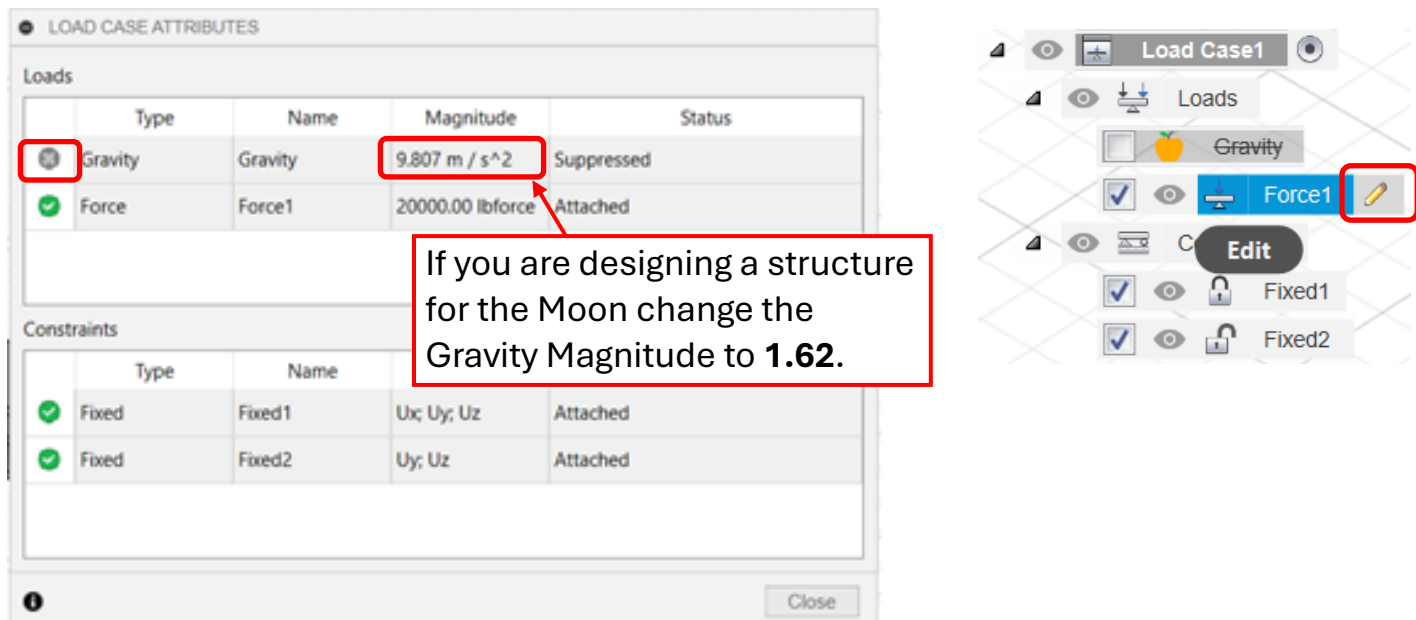 LOAD CASE ATTRIBUTES
Loads
Type Name Magnitude Status
Gravity Gravity 9.807 m / s^2 Suppressed
Force Force1 20000.00 lbforce Attached
If you are designing a structure
for the Moon change the
Gravity Magnitude to 1.62.
Constraints
Type Name
Fixed Fixed1 Ux; Uy; Uz Attached
Fixed Fixed2 Uy; Uz Attached
Close
Load Case1
Loads
Gravity
Force1
C
Edit
Fixed1
Fixed2